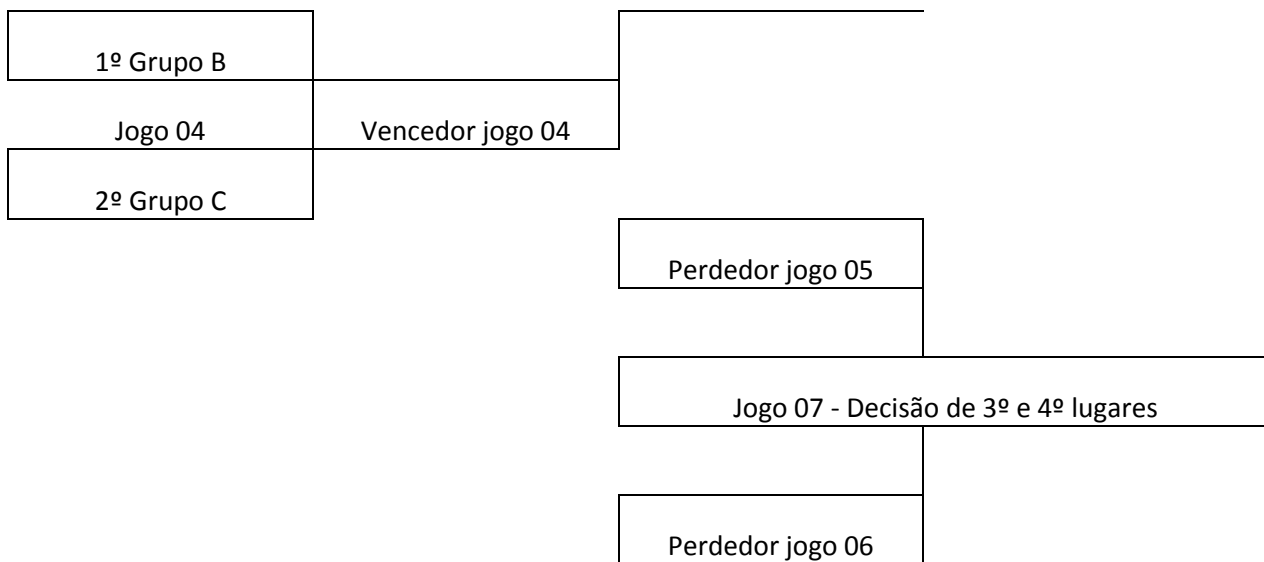 1º Grupo B
Jogo 04
Vencedor jogo 04
2º Grupo C
Perdedor jogo 05
Jogo 07 - Decisão de 3º e 4º lugares
Perdedor jogo 06